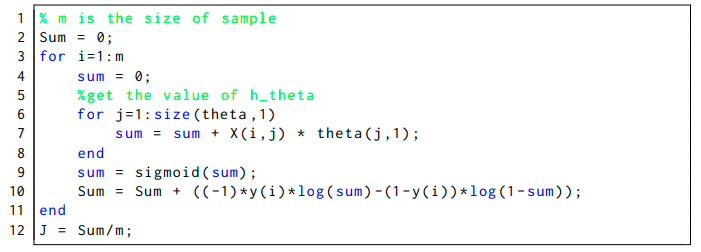 1 % m is the size of sample
2 Sum = 0;
3 for i=1:m
4     sum = 0;
5     %get the value of h_theta
6     for j=1:size(theta,1)
7         sum = sum + X(i,j) * theta(j,1);
8     end
9     sum = sigmoid(sum);
10     Sum = Sum + ((-1)*y(i)*log(sum)-(1-y(i))*log(1-sum));
11 end
12 J = Sum/m;